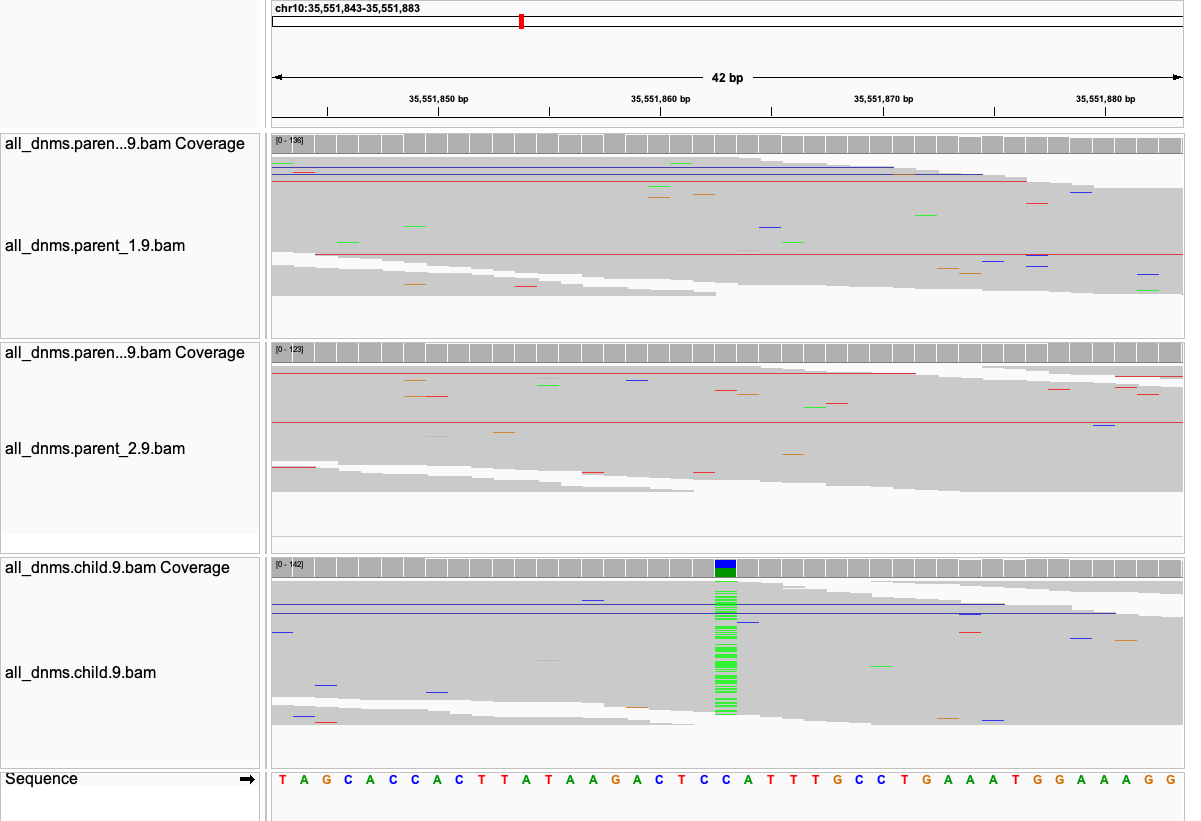 chr10:35,551,843-35,551,883
42 bp
35,551,850 bp 35,551,860 bp 35,551,870 bp 35,551,880 bp
all_dnms.paren...9.bam Coverage
[0 - 136]
all_dnms.parent_1.9.bam
all_dnms.paren...9.bam Coverage
[0 - 123]
all_dnms.parent_2.9.bam
all_dnms.child.9.bam Coverage
[0 - 142]
all_dnms.child.9.bam
Sequence
T A G C A C C A C T T A T A A G A C T C C A T T T G C C T G A A A T G G A A A G G